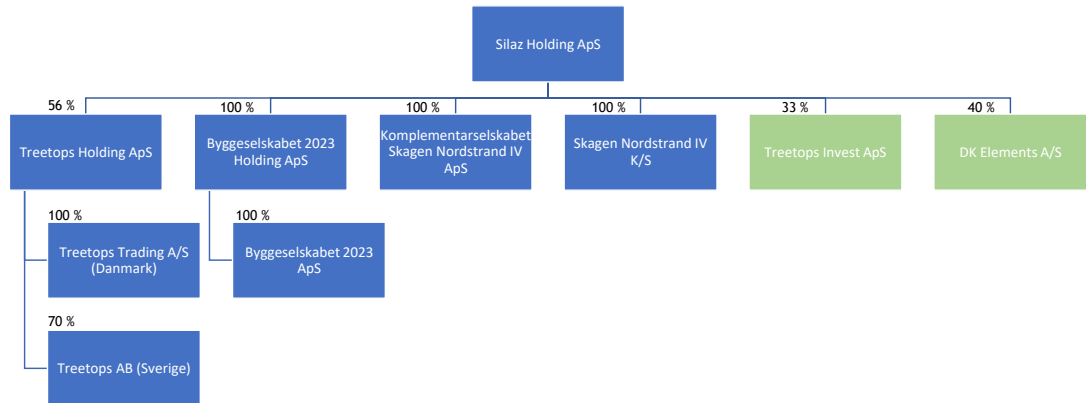 Silaz Holding ApS
56 %
100 %
100 %
100 %
33 %
40 %
Treetops Holding ApS
Byggeselskabet 2023
Holding ApS
Komplementarselskabet
Skagen Nordstrand IV
ApS
Skagen Nordstrand IV
K/S
Treetops Invest ApS
DK Elements A/S
100 %
100 %
Treetops Trading A/S
(Danmark)
Byggeselskabet 2023
ApS
70 %
Treetops AB (Sverige)